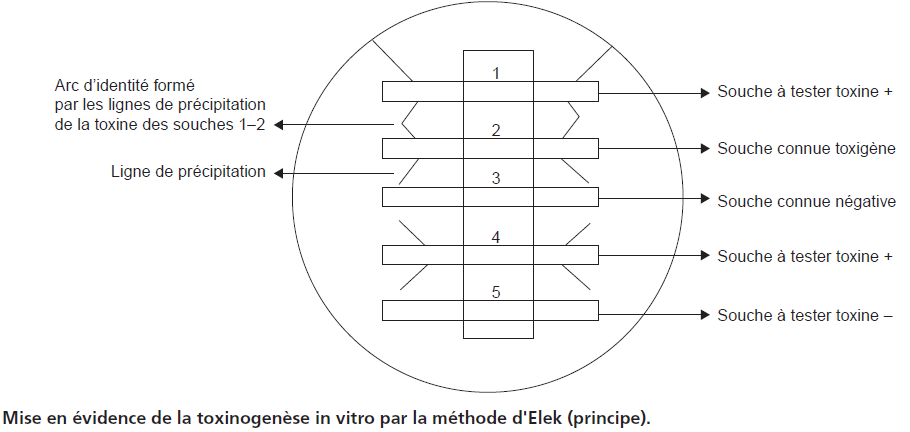 1
Arc d'identité formé
par les lignes de précipitation
de la toxine des souches 1–2
Souche à tester toxine +
2
Souche connue toxigène
Ligne de précipitation
3
Souche connue négative
4
Souche à tester toxine +
5
Souche à tester toxine –
Mise en évidence de la toxinogenèse in vitro par la méthode d'Elek (principe).